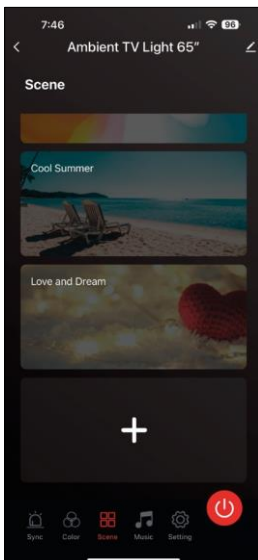 7:46
96
Ambient TV Light 65"
Scene
Cool Summer
Love and Dream
Sync Color Scene Music Setting